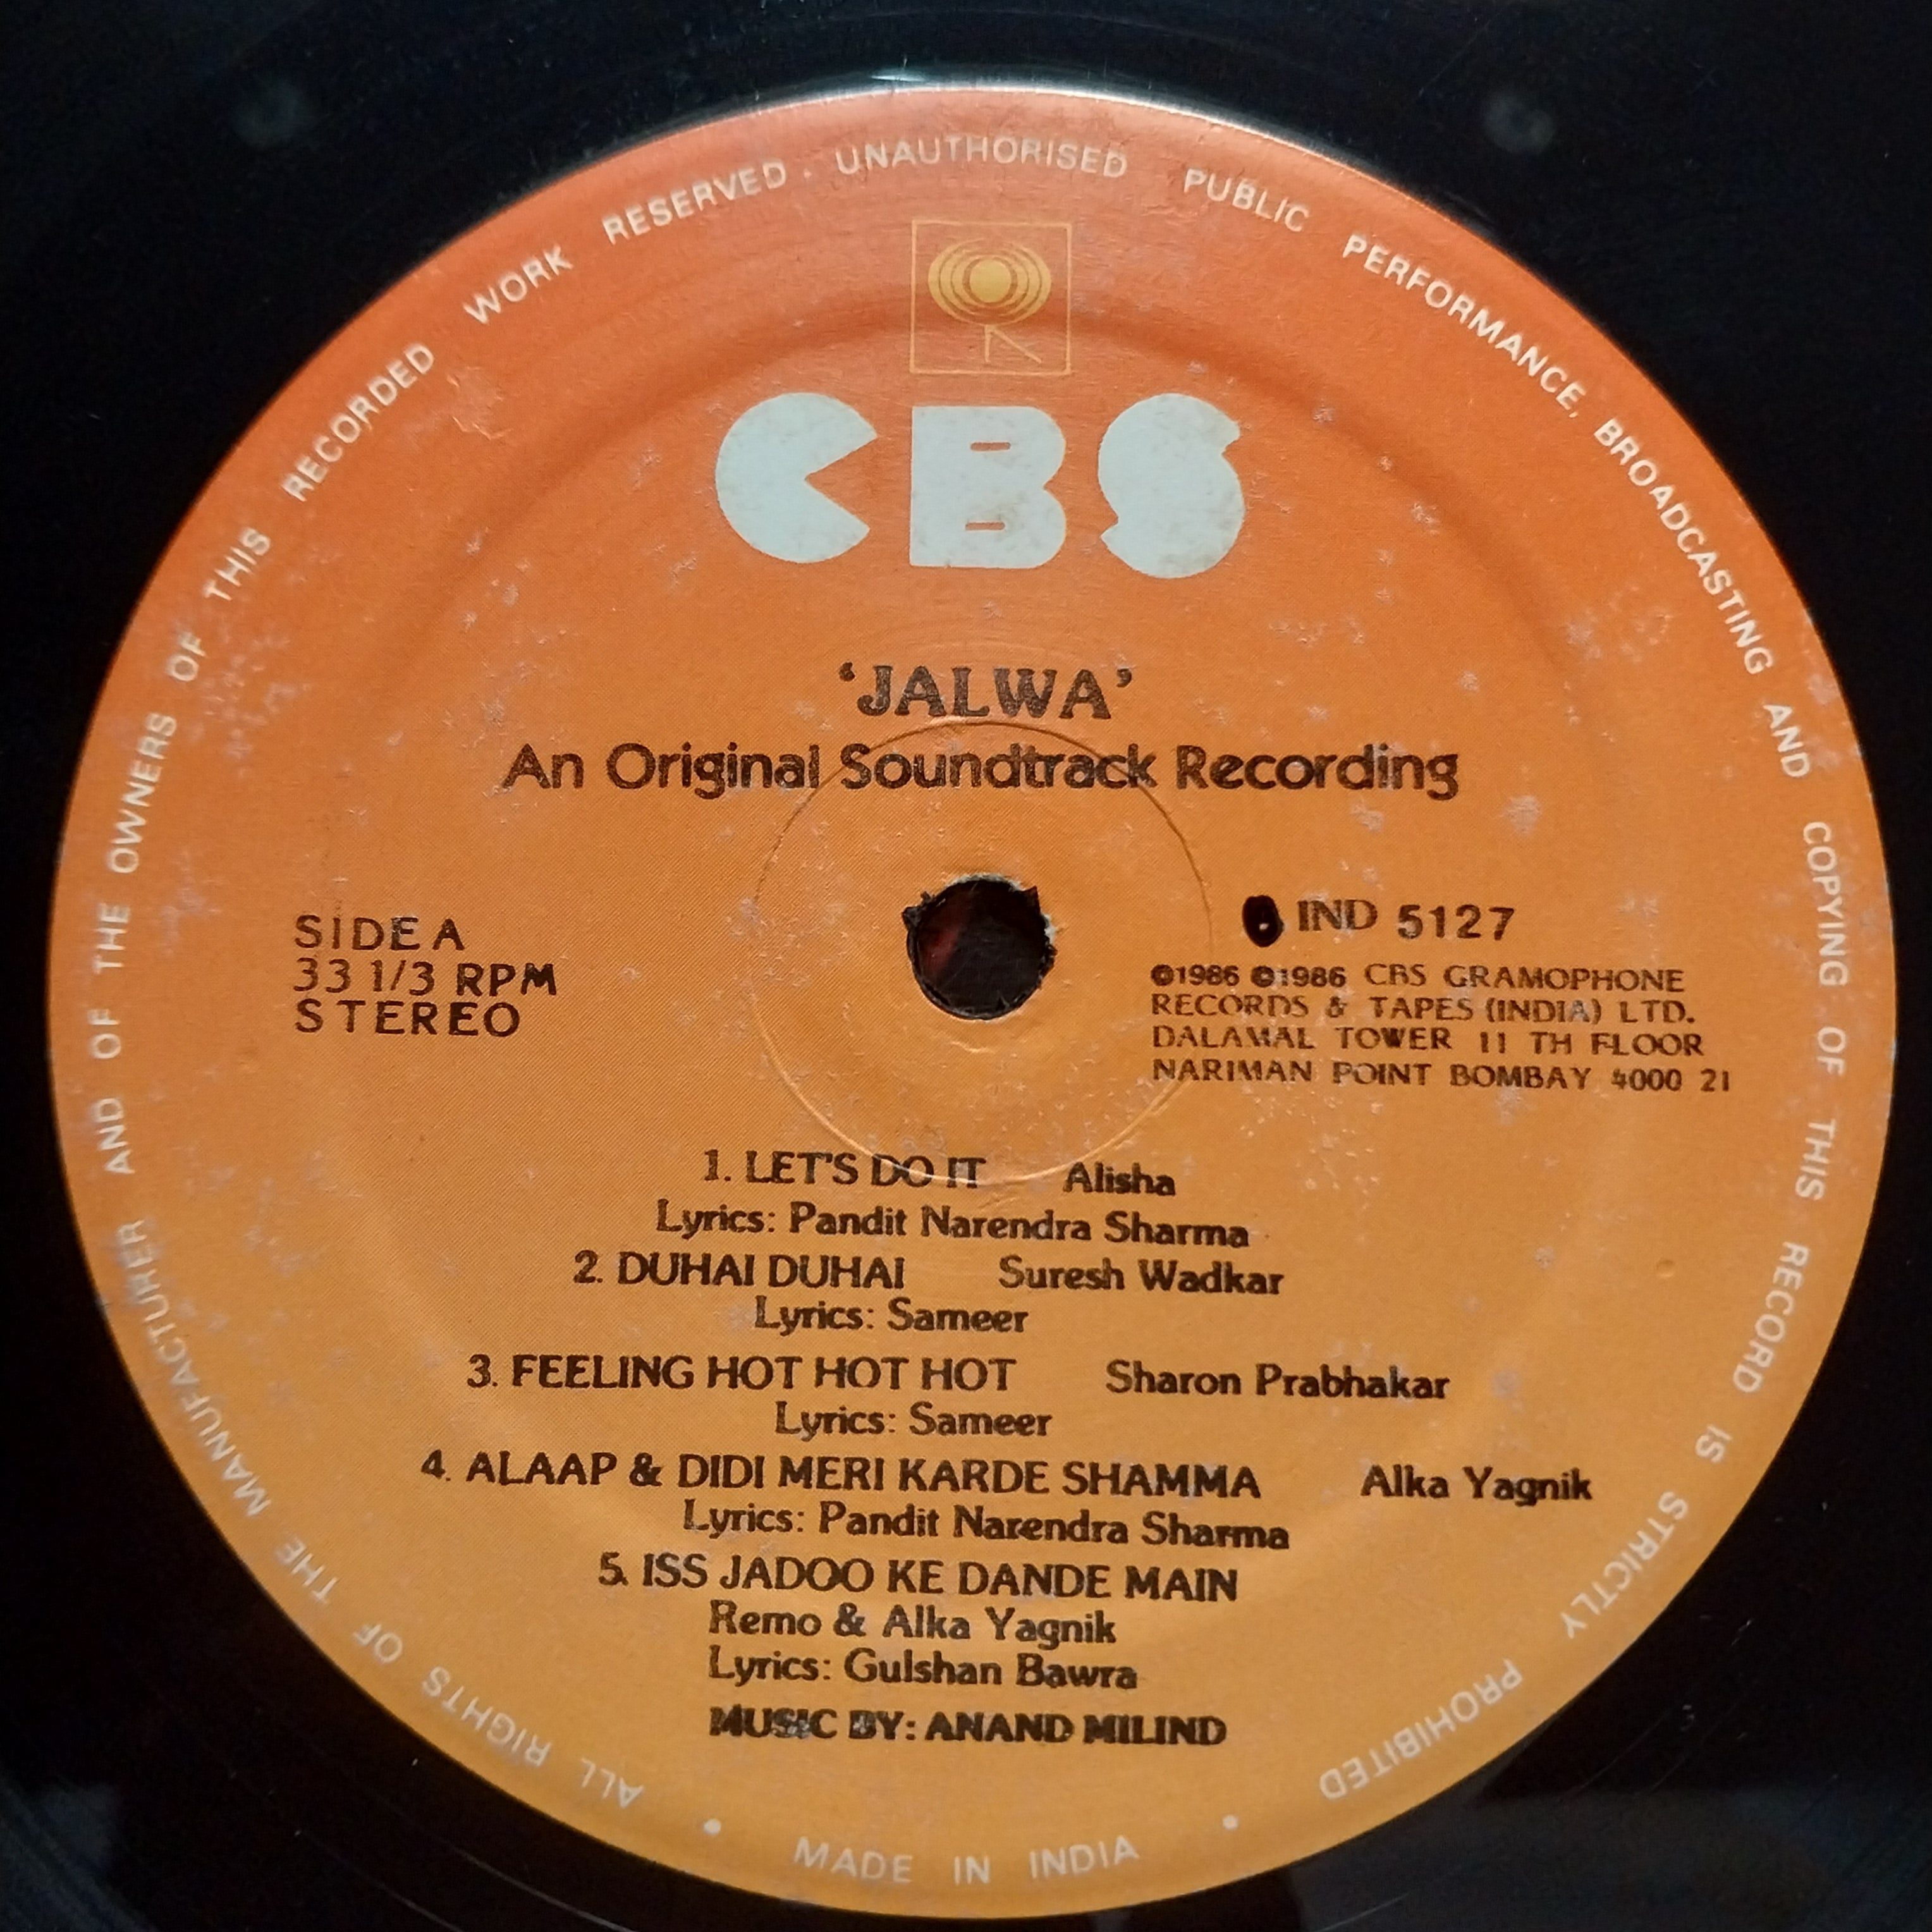 ALL RIGHTS OF THE MANUFACTURER AND OF THE OWNERS OF THIS RECORDED WORK RESERVED. UNAUTHORISED PUBLIC PERFORMANCE, BROADCASTING AND COPYING OF THIS RECORD IS STRICTLY PROHIBITED
CBS
'JALWA'
An Original Soundtrack Recording
SIDE A
33 1/3 RPM
STEREO
IND 5127
℗1986 ©1986 CBS GRAMOPHONE
RECORDS & TAPES (INDIA) LTD.
DALAMAL TOWER 11 TH FLOOR
NARIMAN POINT BOMBAY 4000 21
1. LET'S DO IT Alisha
Lyrics: Pandit Narendra Sharma
2. DUHAI DUHAI Suresh Wadkar
Lyrics: Sameer
3. FEELING HOT HOT HOT Sharon Prabhakar
Lyrics: Sameer
4. ALAAP & DIDI MERI KARDE SHAMMA Alka Yagnik
Lyrics: Pandit Narendra Sharma
5. ISS JADOO KE DANDE MAIN
Remo & Alka Yagnik
Lyrics: Gulshan Bawra
MUSIC BY: ANAND MILIND
• MADE IN INDIA •